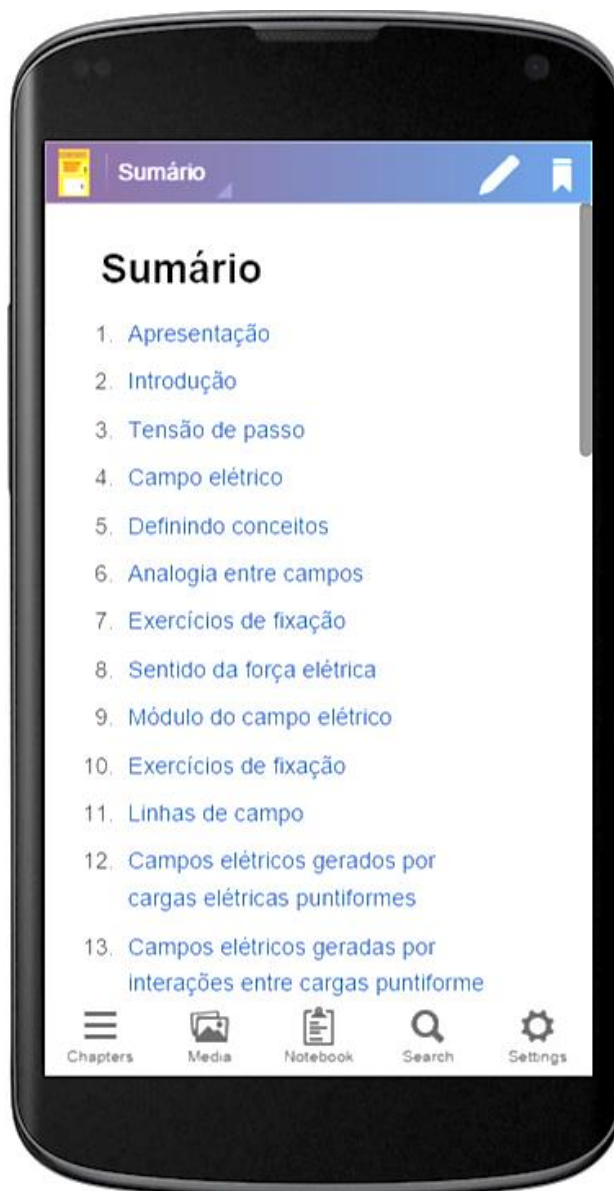 Sumário
Sumário
1. Apresentação
2. Introdução
3. Tensão de passo
4. Campo elétrico
5. Definindo conceitos
6. Analogia entre campos
7. Exercícios de fixação
8. Sentido da força elétrica
9. Módulo do campo elétrico
10. Exercícios de fixação
11. Linhas de campo
12. Campos elétricos gerados por
cargas elétricas puntiformes
13. Campos elétricos geradas por
interações entre cargas puntiforme
Chapters Media Notebook Search Settings